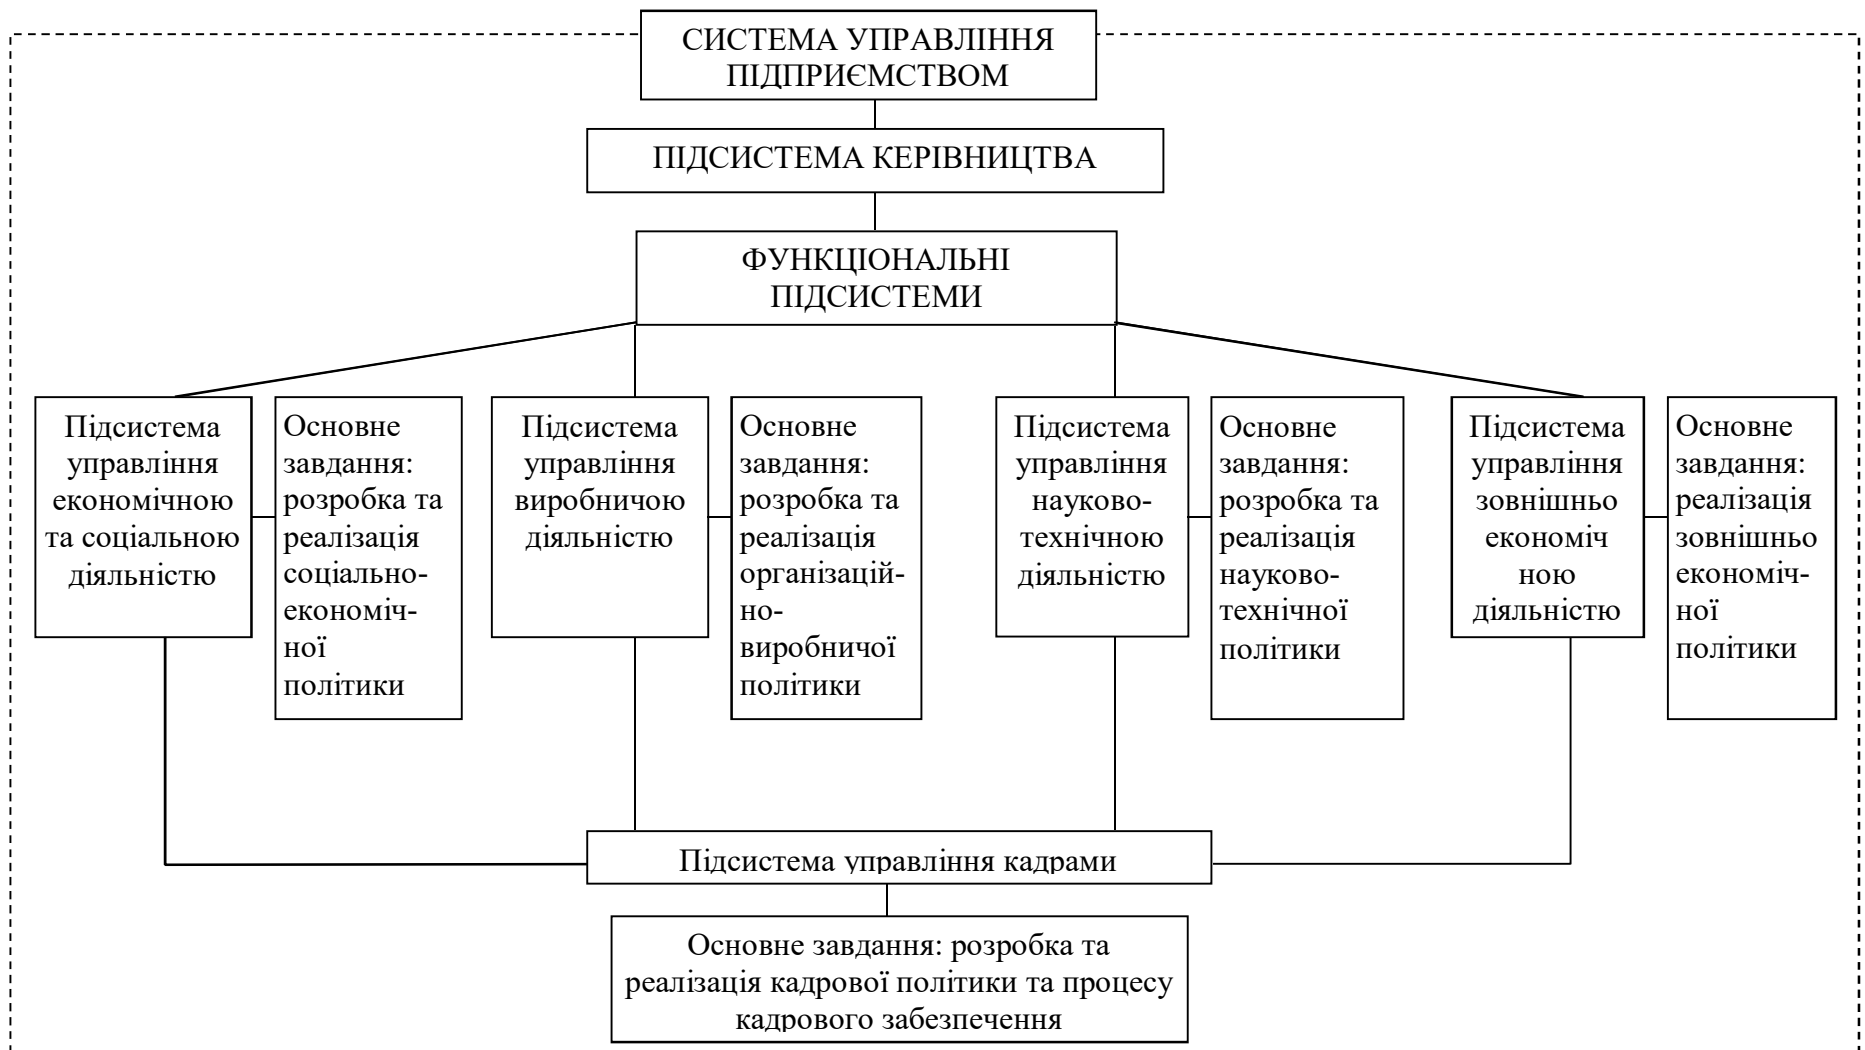 СИСТЕМА УПРАВЛІННЯ
ПІДПРИЄМСТВОМ
ПІДСИСТЕМА КЕРІВНИЦТВА
ФУНКЦІОНАЛЬНІ
ПІДСИСТЕМИ
Підсистема
управління
економічною
та соціальною
діяльністю
Основне
завдання:
розробка та
реалізація
соціально-
економіч-
ної
політики
Підсистема
управління
виробничою
діяльністю
Основне
завдання:
розробка та
реалізація
організацій-
но-
виробничої
політики
Підсистема
управління
науково-
технічною
діяльністю
Основне
завдання:
розробка та
реалізація
науково-
технічної
політики
Підсистема
управління
зовнішньо
економіч
ною
діяльністю
Основне
завдання:
реалізація
зовнішньо
економіч-
ної
політики
Підсистема управління кадрами
Основне завдання: розробка та
реалізація кадрової політики та процесу
кадрового забезпечення